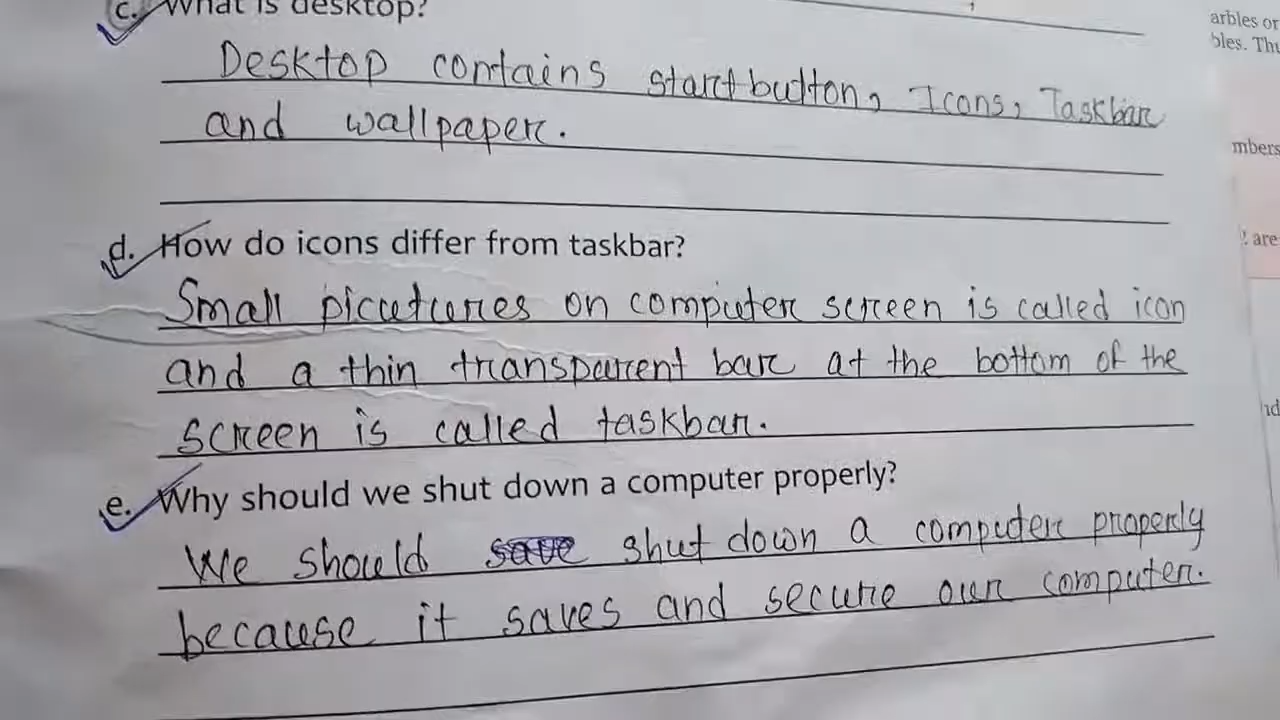 c. What is desktop?
Desktop contains start button, Icons, Taskbar
and wallpaper.
d. How do icons differ from taskbar?
Small picutures on computer screen is called icon
and a thin transparent bar at the bottom of the
screen is called taskbar.
e. Why should we shut down a computer properly?
We should save shut down a computer properly
because it saves and secure our computer.
arbles or
bles. Thu
mbers
are